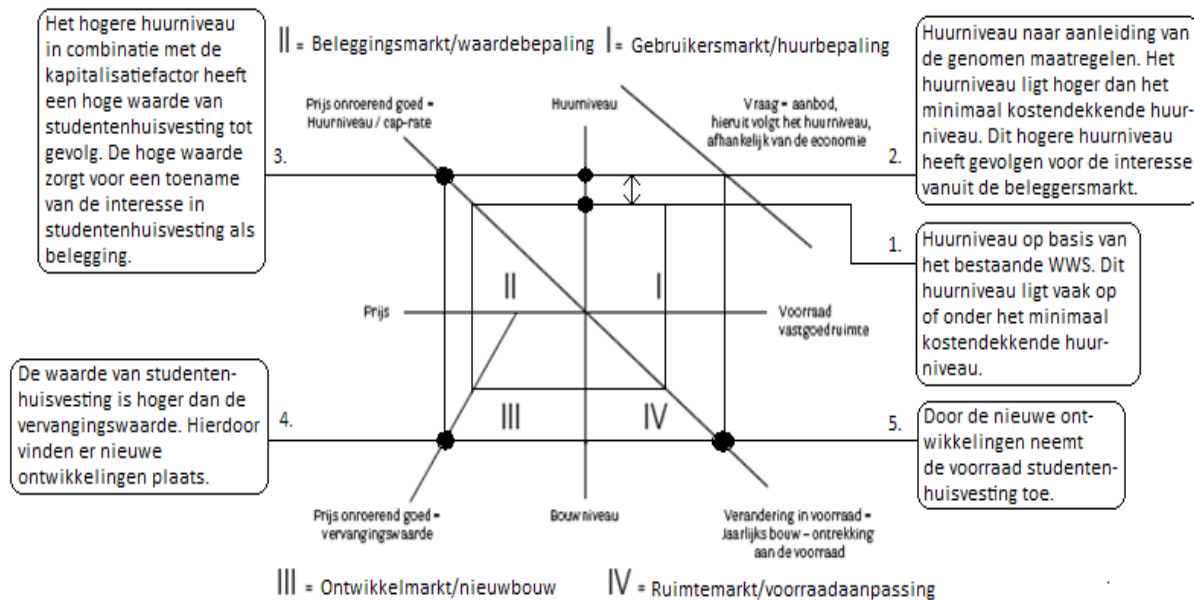 Het hogere huurniveau
in combinatie met de
kapitalisatiefactor heeft
een hoge waarde van
studentenhuisvesting tot
gevolg. De hoge waarde
zorgt voor een toename
van de interesse in
studentenhuisvesting als
belegging.
3.
II = Beleggingsmarkt/waardebepaling
I = Gebruikersmarkt/huurbepaling
Prijs onroerend goed =
Huurniveau / cap-rate
Huurniveau
Vraag = aanbod,
hieruit volgt het huurniveau,
afhankelijk van de economie
2.
Huurniveau naar aanleiding van
de genomen maatregelen. Het
huurniveau ligt hoger dan het
minimaal kostendekkende huur-
niveau. Dit hogere huurniveau
heeft gevolgen voor de interesse
vanuit de beleggersmarkt.
1.
Huurniveau op basis van
het bestaande WWS. Dit
huurniveau ligt vaak op
of onder het minimaal
kostendekkende huur-
niveau.
II
I
Prijs
Voorraad
vastgoedruimte
De waarde van studenten-
huisvesting is hoger dan de
vervangingswaarde. Hierdoor
vinden er nieuwe
ontwikkelingen plaats.
4.
III
IV
5.
Door de nieuwe ont-
wikkelingen neemt
de voorraad studenten-
huisvesting toe.
Prijs onroerend goed =
vervangingswaarde
Bouwniveau
Verandering in voorraad =
Jaarlijks bouw – ontrekking
aan de voorraad
III = Ontwikkelmarkt/nieuwbouw
IV = Ruimtemarkt/voorraadaanpassing